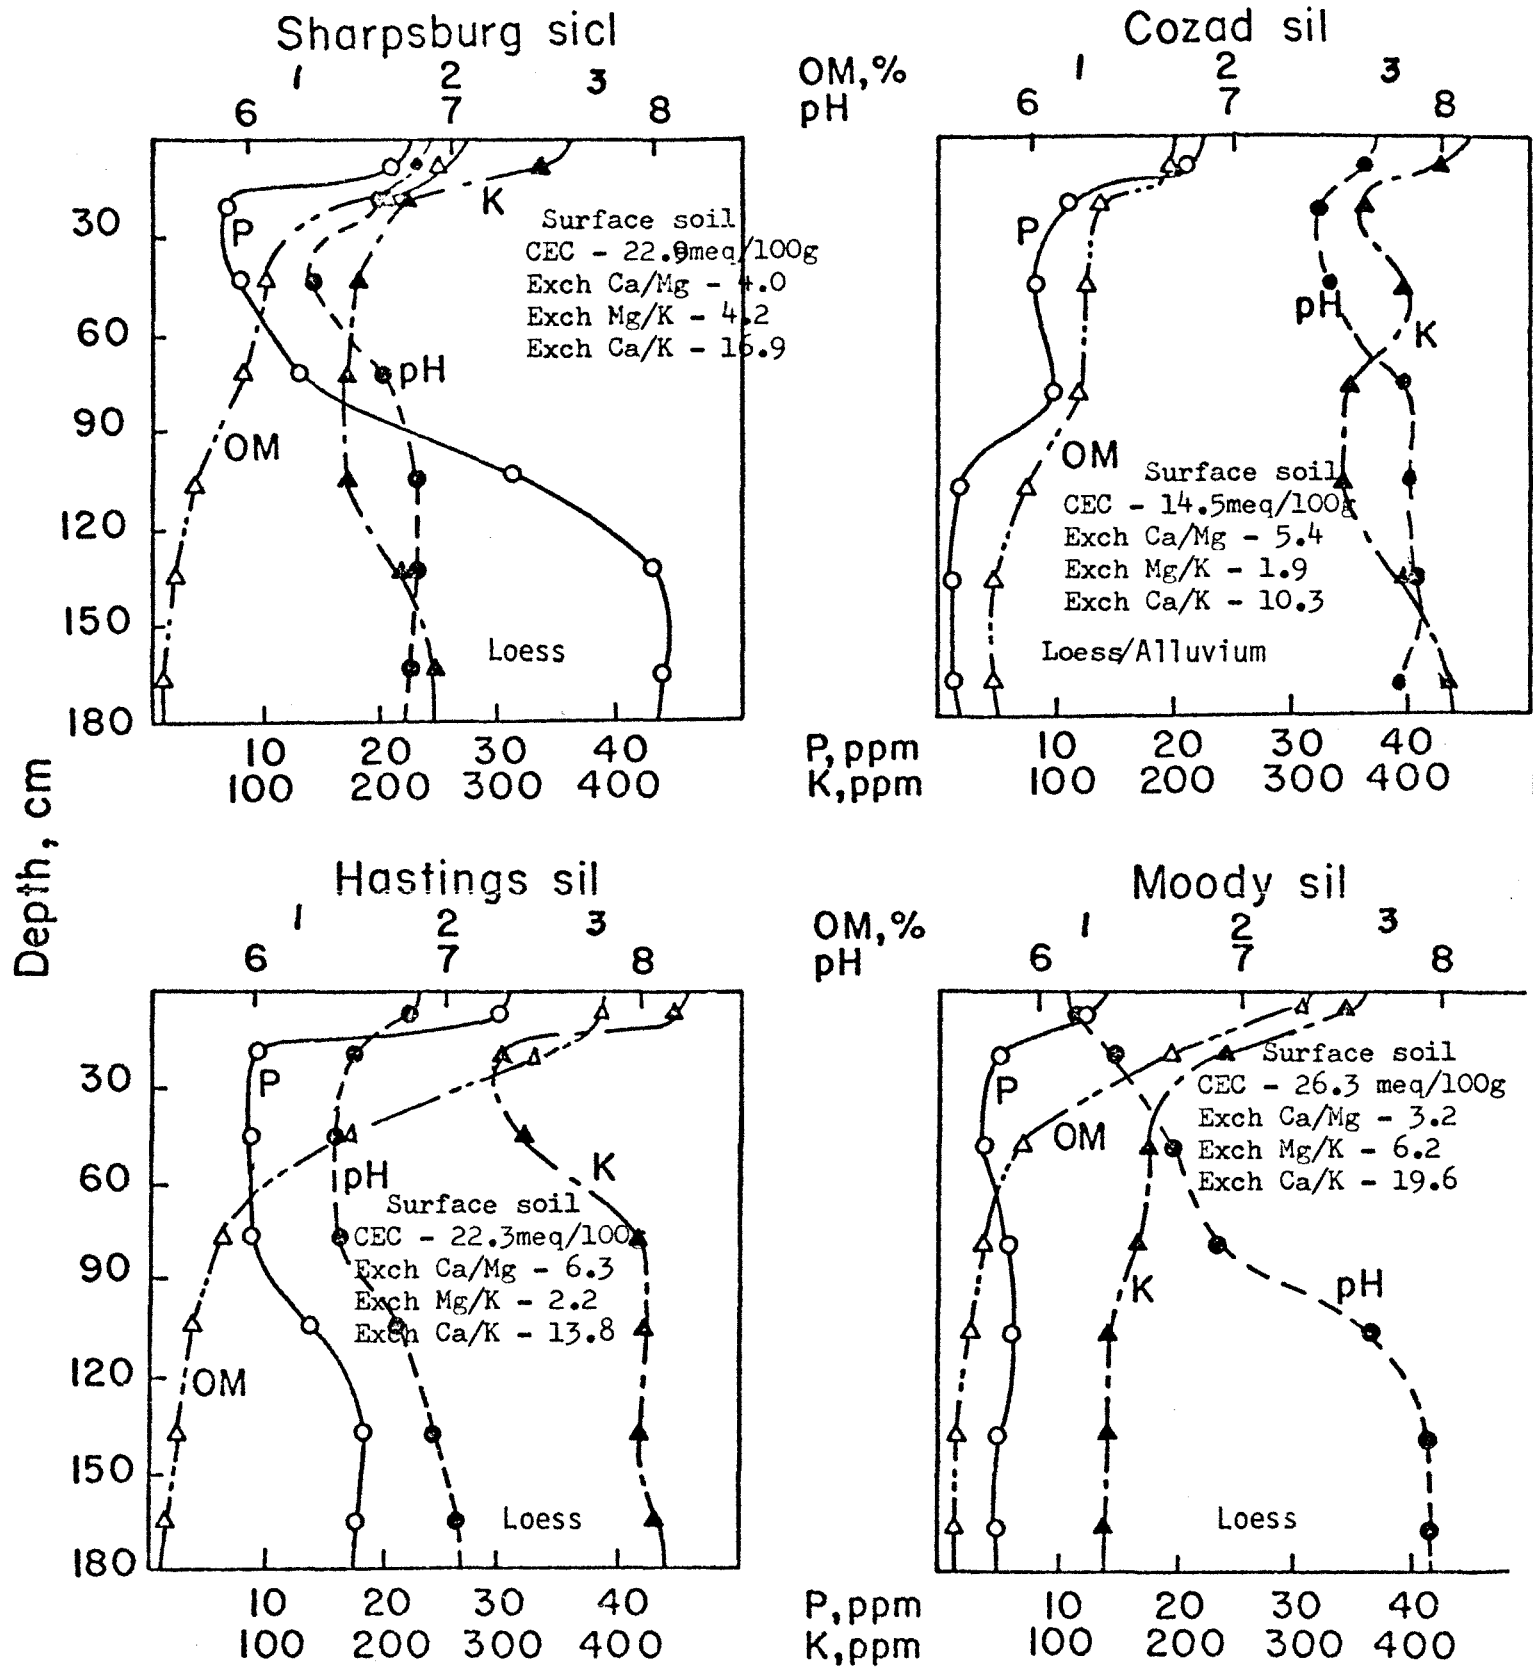 Sharpsburg sicl
1 2 3
6 7 8
OM,%
pH
Cozad sil
1 2 3
6 7 8
30
60
90
120
150
180
P
K
pH
OM
Surface soil
CEC - 22.9meq/100g
Exch Ca/Mg - 4.0
Exch Mg/K - 4.2
Exch Ca/K - 16.9
Loess
10 20 30 40
100 200 300 400
P
pH
K
OM
Surface soil
CEC - 14.5meq/100g
Exch Ca/Mg - 5.4
Exch Mg/K - 1.9
Exch Ca/K - 10.3
Loess/Alluvium
P,ppm
K,ppm
10 20 30 40
100 200 300 400
Depth, cm
Hastings sil
1 2 3
6 7 8
OM,%
pH
Moody sil
1 2 3
6 7 8
30
60
90
120
150
180
P
K
pH
Surface soil
CEC - 22.3meq/100g
Exch Ca/Mg - 6.3
Exch Mg/K - 2.2
Exch Ca/K - 13.8
OM
Loess
10 20 30 40
100 200 300 400
P
OM
Surface soil
CEC - 26.3 meq/100g
Exch Ca/Mg - 3.2
Exch Mg/K - 6.2
Exch Ca/K - 19.6
K
pH
Loess
P,ppm
K,ppm
10 20 30 40
100 200 300 400